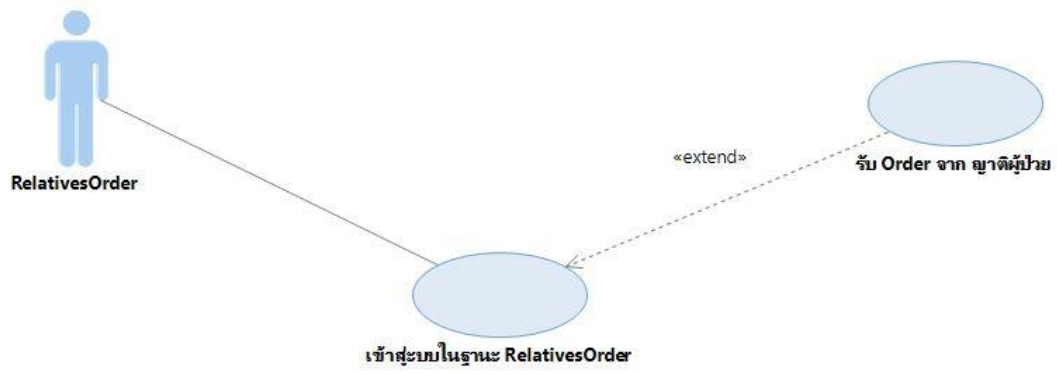 RelativesOrder
«extend»
รับ Order จาก ญาติผู้ป่วย
เข้าสู่ะบบในฐานะ RelativesOrder